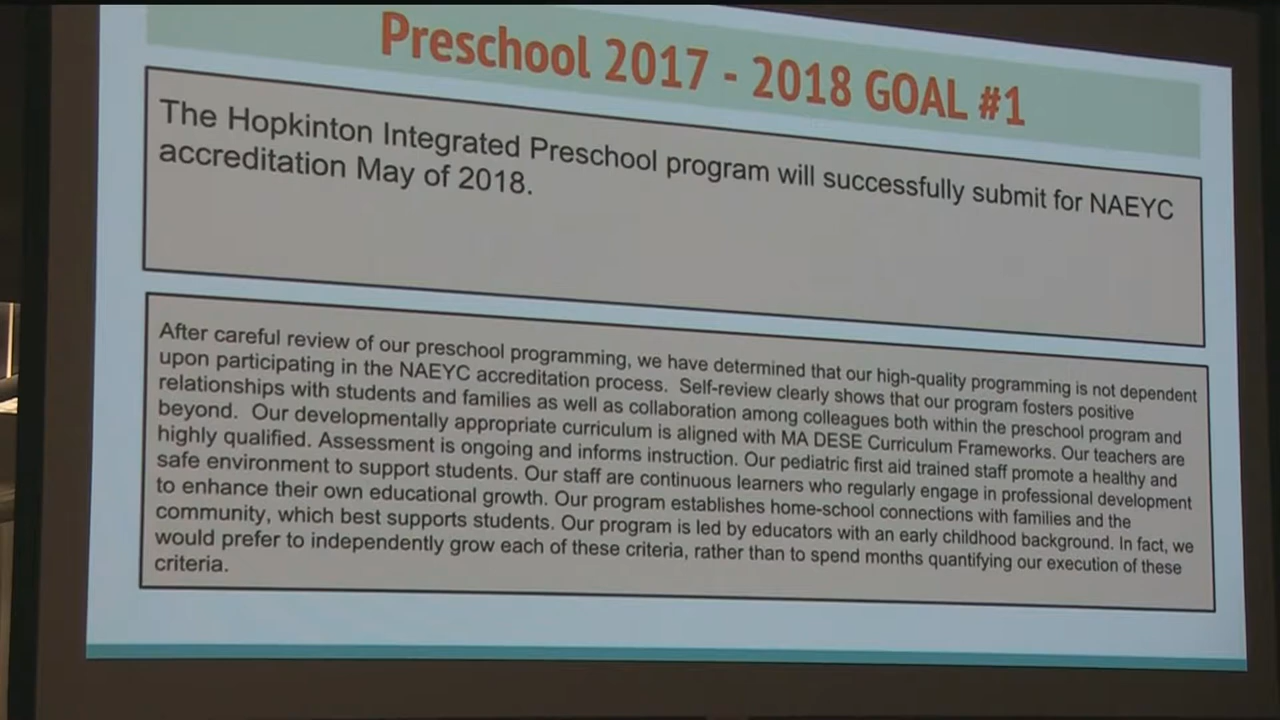 Preschool 2017 - 2018 GOAL #1
The Hopkinton Integrated Preschool program will successfully submit for NAEYC
accreditation May of 2018.
After careful review of our preschool programming, we have determined that our high-quality programming is not dependent
upon participating in the NAEYC accreditation process. Self-review clearly shows that our program fosters positive
relationships with students and families as well as collaboration among colleagues both within the preschool program and
beyond. Our developmentally appropriate curriculum is aligned with MA DESE Curriculum Frameworks. Our teachers are
highly qualified. Assessment is ongoing and informs instruction. Our pediatric first aid trained staff promote a healthy and
safe environment to support students. Our staff are continuous learners who regularly engage in professional development
to enhance their own educational growth. Our program establishes home-school connections with families and the
community, which best supports students. Our program is led by educators with an early childhood background. In fact, we
would prefer to independently grow each of these criteria, rather than to spend months quantifying our execution of these
criteria.